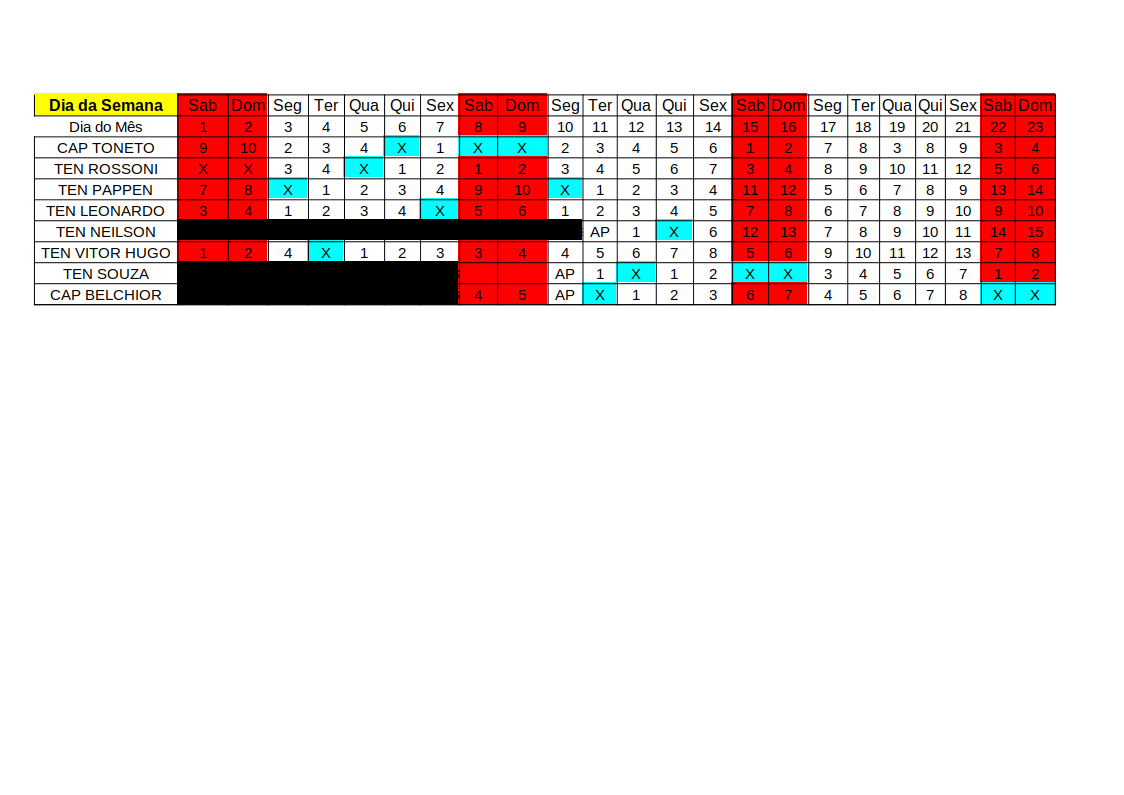 Dia da Semana Sab Dom Seg Ter Qua Qui Sex Sab Dom Seg Ter Qua Qui Sex Sab Dom Seg Ter Qua Qui Sex Sab Dom
Dia do Mês 1 2 3 4 5 6 7 8 9 10 11 12 13 14 15 16 17 18 19 20 21 22 23
CAP TONETO 9 10 2 3 4 X 1 X X 2 3 4 5 6 1 2 7 8 3 8 9 3 4
TEN ROSSONI X X 3 4 X 1 2 1 2 3 4 5 6 7 3 4 8 9 10 11 12 5 6
TEN PAPPEN 7 8 X 1 2 3 4 9 10 X 1 2 3 4 11 12 5 6 7 8 9 13 14
TEN LEONARDO 3 4 1 2 3 4 X 5 6 1 2 3 4 5 7 8 6 7 8 9 10 9 10
TEN NEILSON AP 1 X 6 12 13 7 8 9 10 11 14 15
TEN VITOR HUGO 1 2 4 X 1 2 3 3 4 4 5 6 7 8 5 6 9 10 11 12 13 7 8
TEN SOUZA AP 1 X 1 2 X X 3 4 5 6 7 1 2
CAP BELCHIOR 4 5 AP X 1 2 3 6 7 4 5 6 7 8 X X